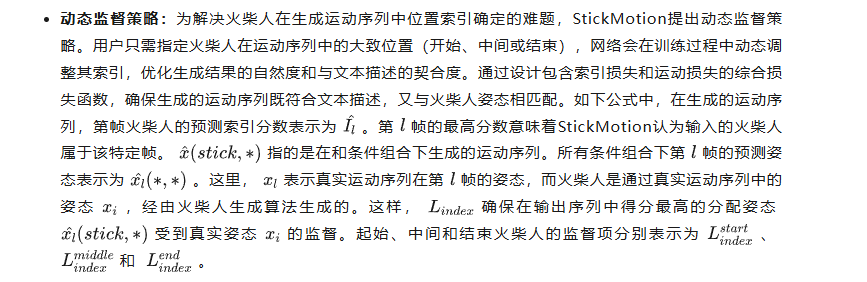 • 动态监督策略：为解决火柴人在生成运动序列中位置索引确定的难题，StickMotion提出动态监督策
略。用户只需指定火柴人在运动序列中的大致位置（开始、中间或结束），网络会在训练过程中动态调
整其索引，优化生成结果的自然度和与文本描述的契合度。通过设计包含索引损失和运动损失的综合损
失函数，确保生成的运动序列既符合文本描述，又与火柴人姿态相匹配。如下公式中，在生成的运动序
列，第帧火柴人的预测索引分数表示为 $\hat{I}_l$ 。第 $l$ 帧的最高分数意味着StickMotion认为输入的火柴人
属于该特定帧。 $\hat{x}(stick, *)$ 指的是在和条件组合下生成的运动序列。所有条件组合下第 $l$ 帧的预测姿
态表示为 $\hat{x}_l(*, *)$ 。这里， $x_l$ 表示真实运动序列在第 $l$ 帧的姿态，而火柴人是通过真实运动序列中的
姿态 $x_i$ ，经由火柴人生成算法生成的。这样， $L_{index}$ 确保在输出序列中得分最高的分配姿态
$\hat{x}_l(stick, *)$ 受到真实姿态 $x_i$ 的监督。起始、中间和结束火柴人的监督项分别表示为 $L_{index}^{start}$ 、
$L_{index}^{middle}$ 和 $L_{index}^{end}$ 。